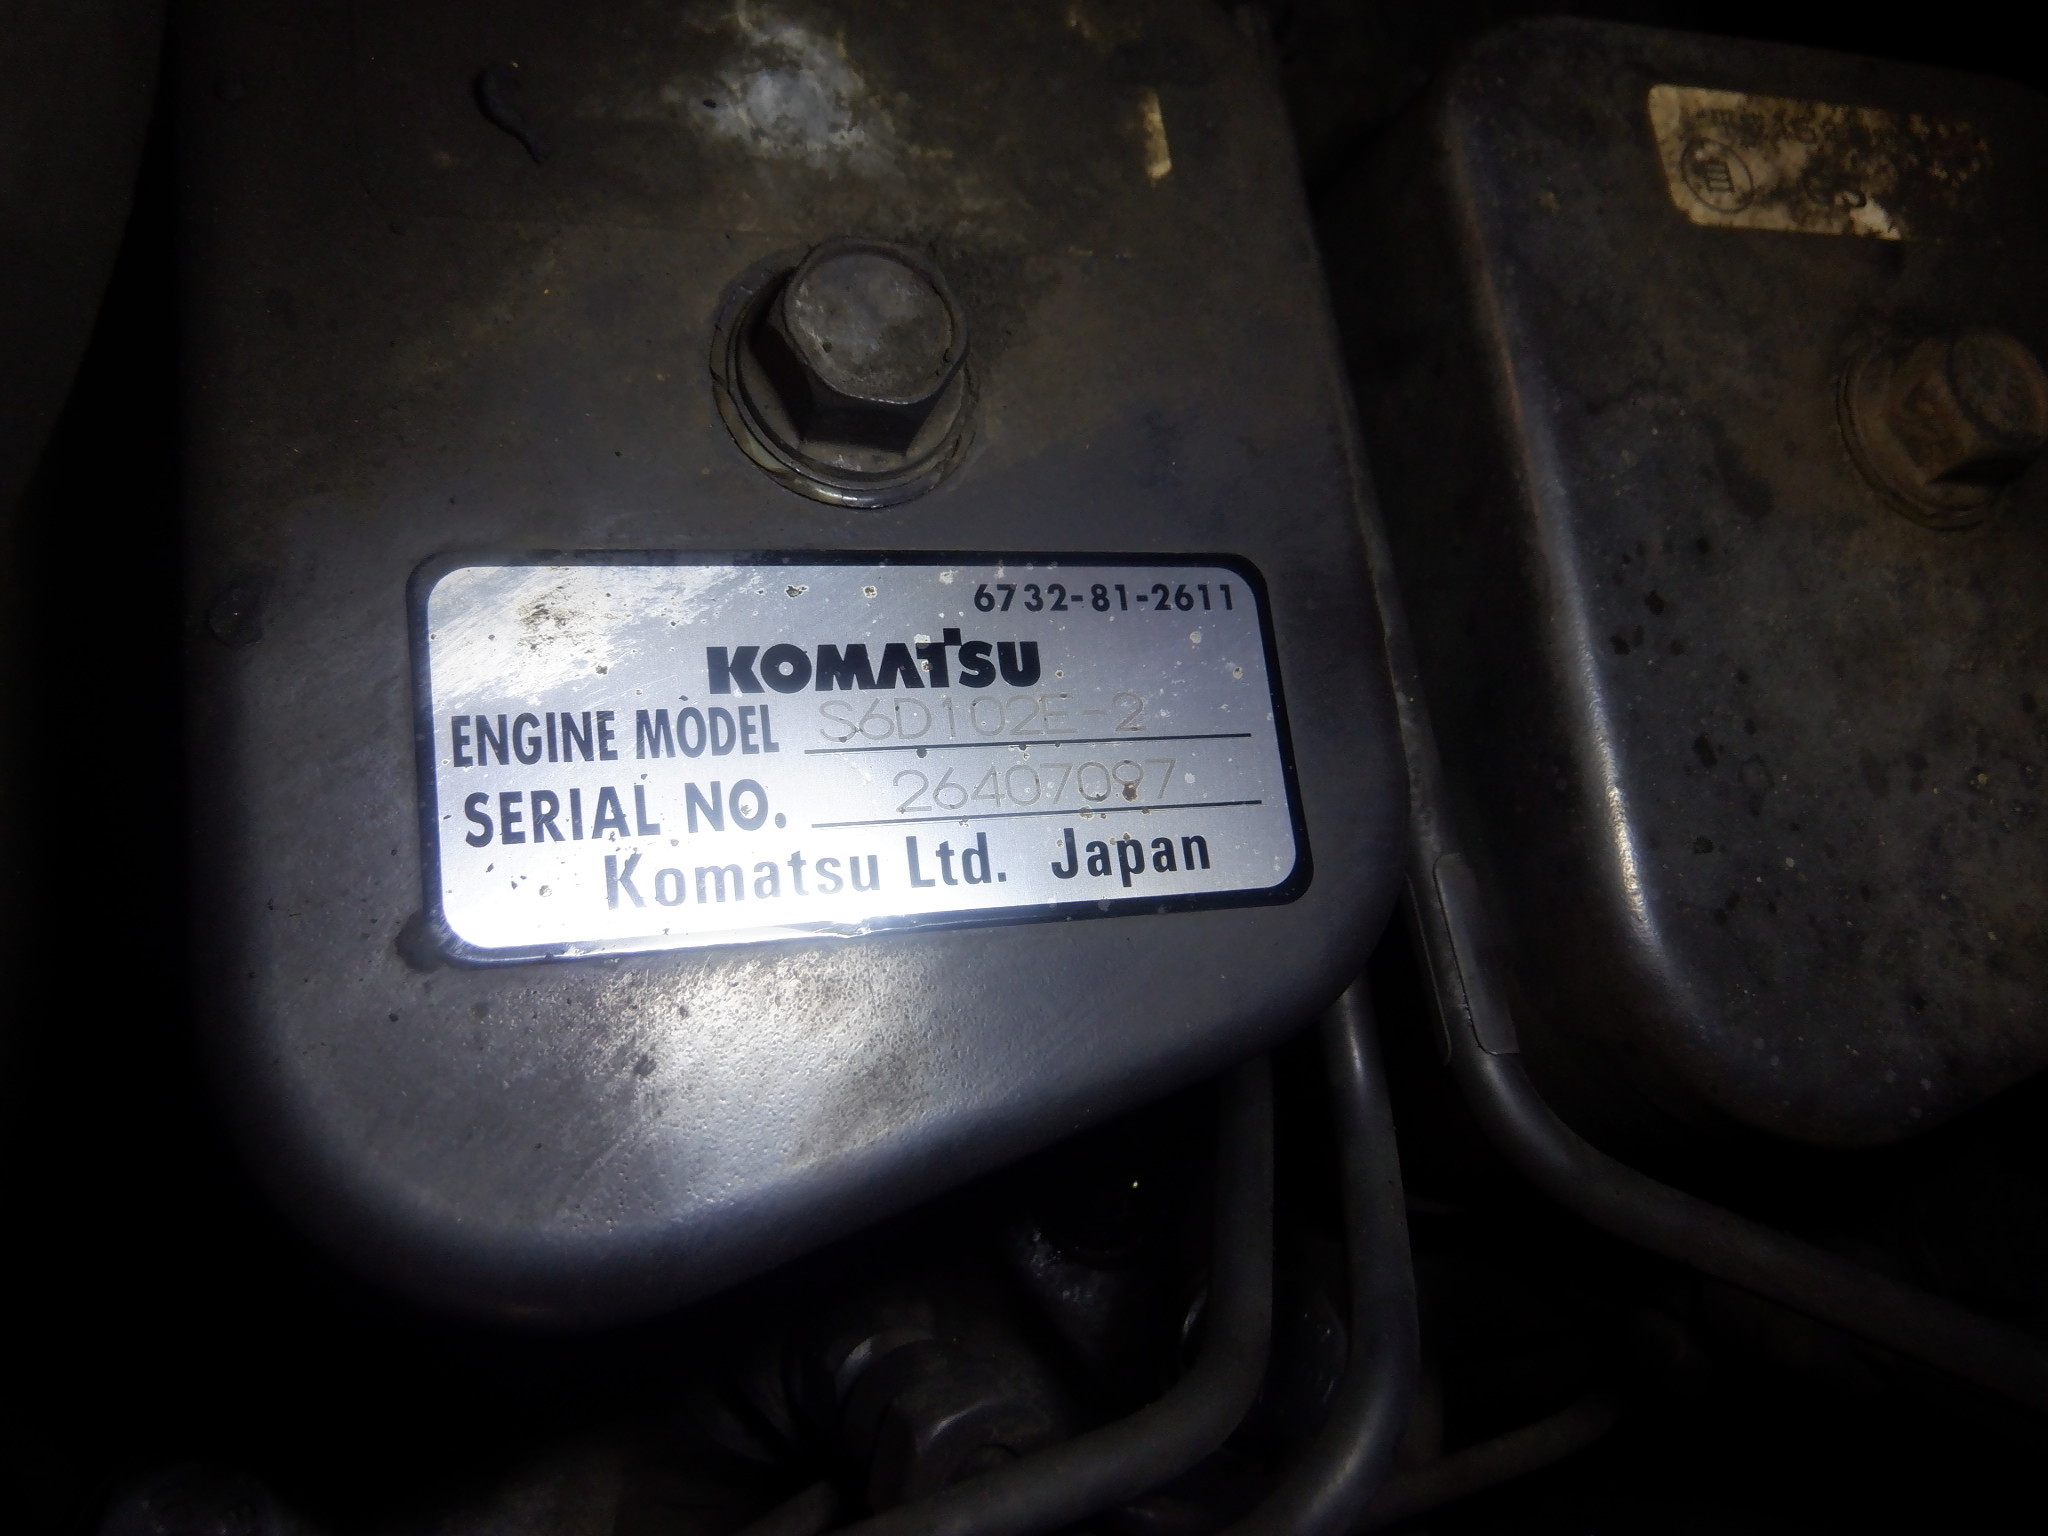 6732-81-2611
KOMATSU
ENGINE MODEL S6D102E-2
SERIAL NO. 26407097
Komatsu Ltd. Japan